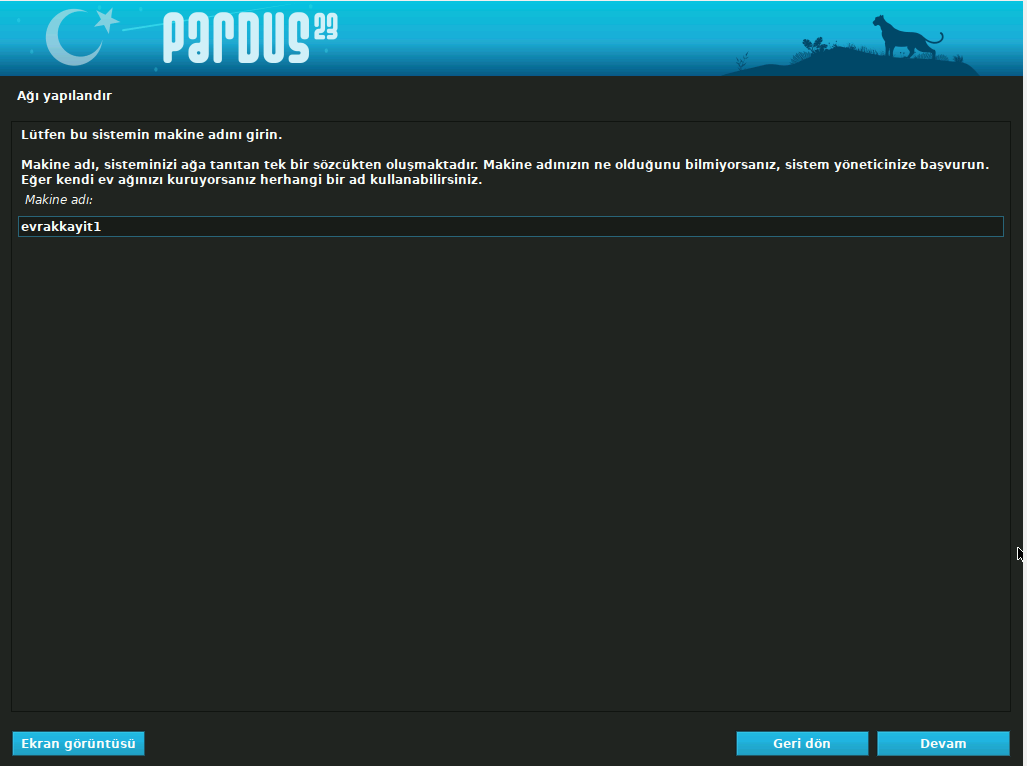 pardus 23
Ağı yapılandır
Lütfen bu sistemin makine adını girin.
Makine adı, sisteminizi ağa tanıtan tek bir sözcükten oluşmaktadır. Makine adınızın ne olduğunu bilmiyorsanız, sistem yöneticinize başvurun.
Eğer kendi ev ağınızı kuruyorsanız herhangi bir ad kullanabilirsiniz.
Makine adı:
evrakkayit1
Ekran görüntüsü
Geri dön
Devam